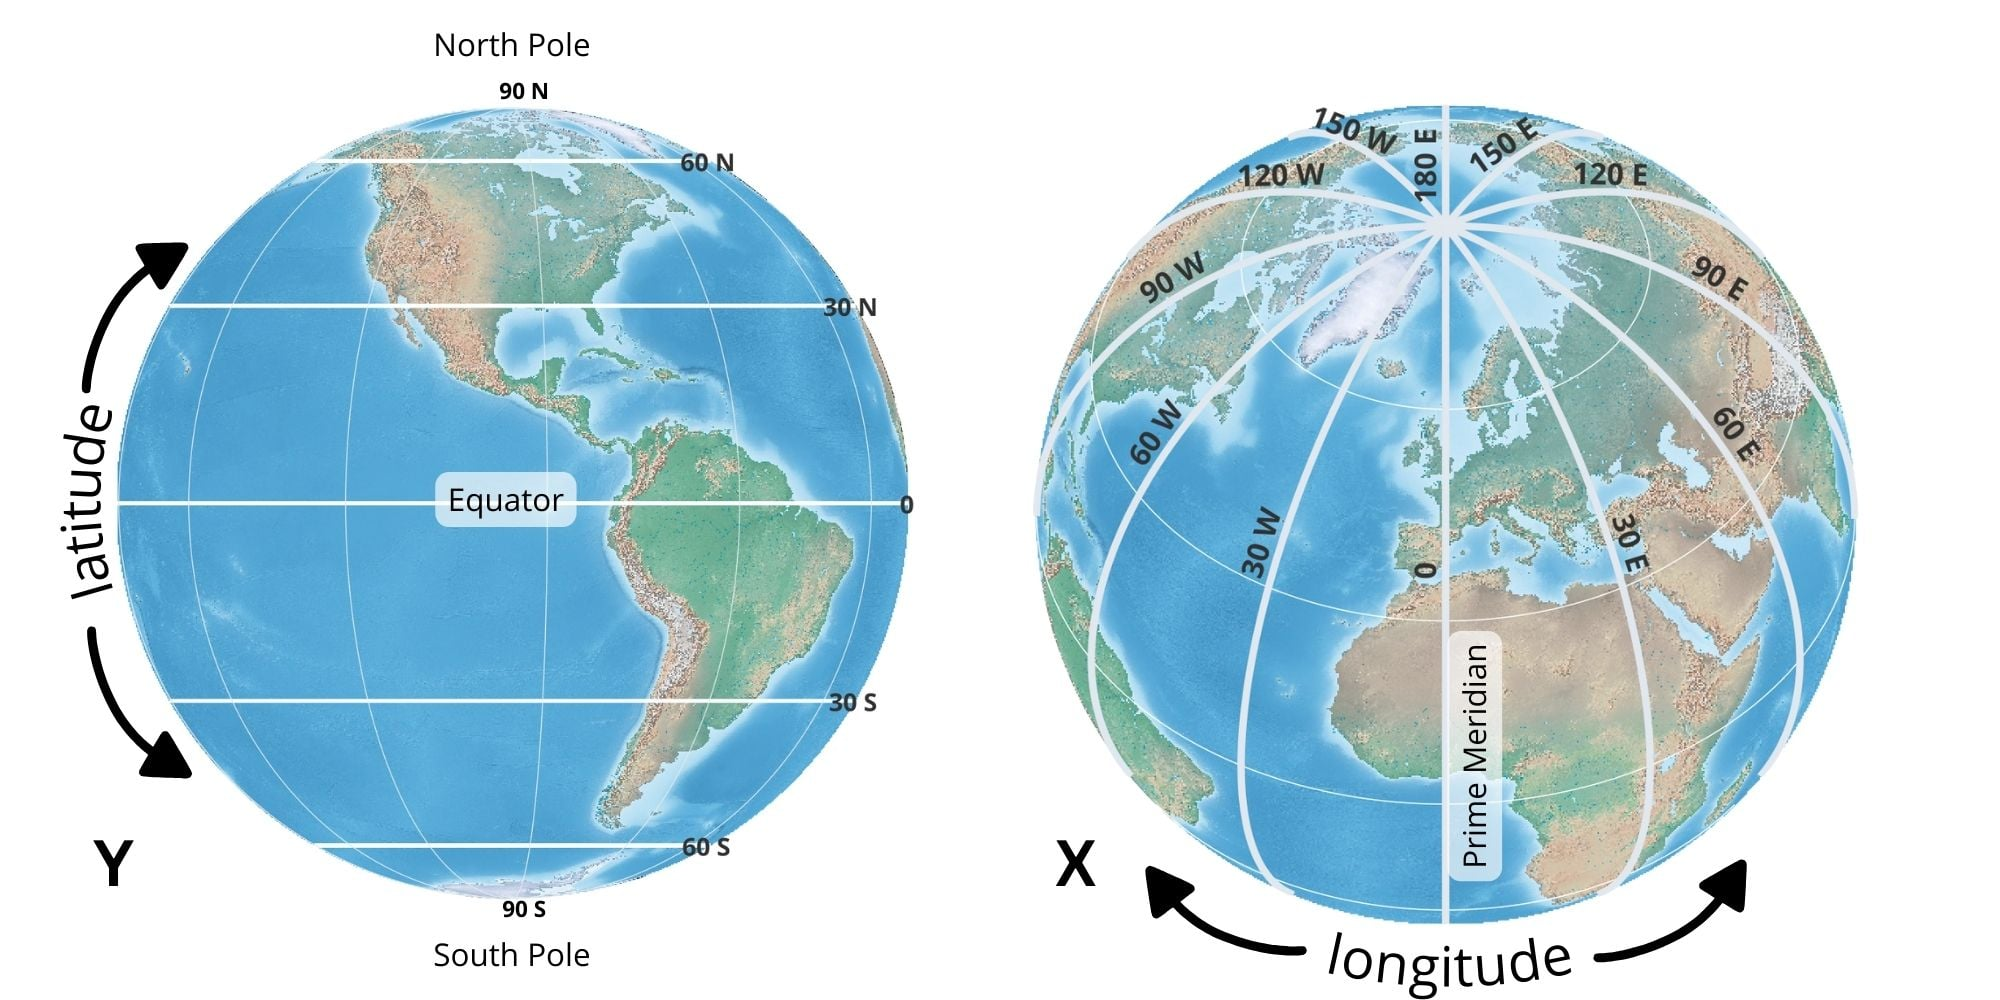 North Pole
90 N
60 N
30 N
latitude
Equator
0
30 S
Y
60 S
90 S
South Pole
150 W
180 E
150 E
120 W
120 E
90 W
90 E
60 W
60 E
30 W
0
30 E
Prime Meridian
X
longitude